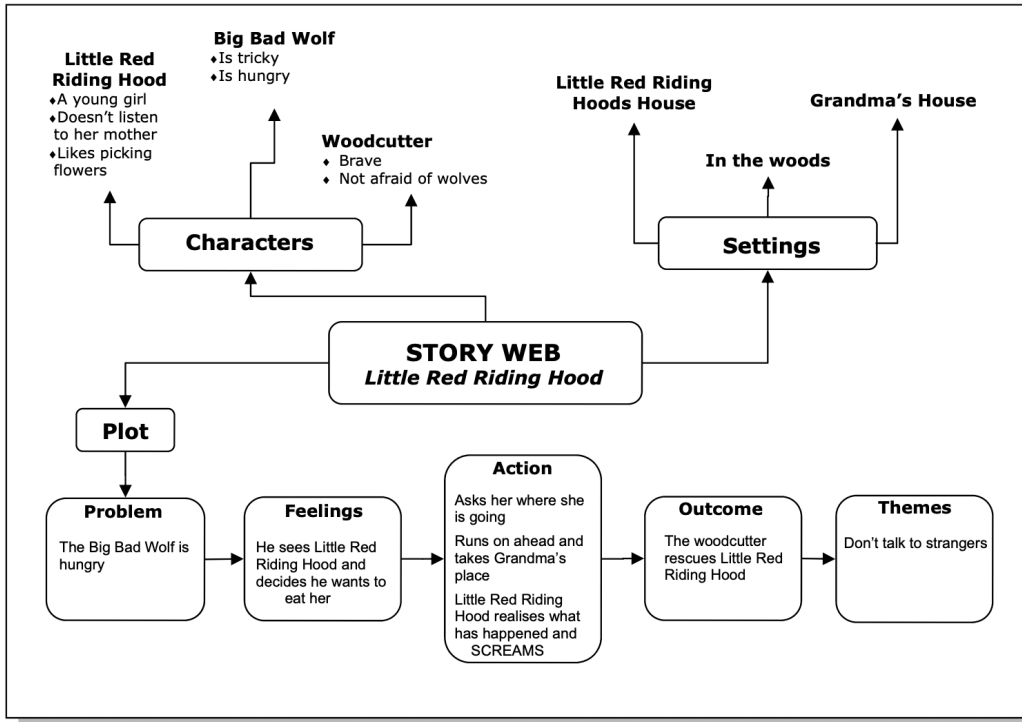 Little Red
Riding Hood
♦A young girl
♦Doesn't listen
to her mother
♦Likes picking
flowers
Big Bad Wolf
♦Is tricky
♦Is hungry
Woodcutter
♦ Brave
♦ Not afraid of wolves
Characters
Little Red Riding
Hoods House
In the woods
Grandma's House
Settings
STORY WEB
Little Red Riding Hood
Plot
Problem
The Big Bad Wolf is
hungry
Feelings
He sees Little Red
Riding Hood and
decides he wants to
eat her
Action
Asks her where she
is going
Runs on ahead and
takes Grandma's
place
Little Red Riding
Hood realises what
has happened and
SCREAMS
Outcome
The woodcutter
rescues Little Red
Riding Hood
Themes
Don't talk to strangers